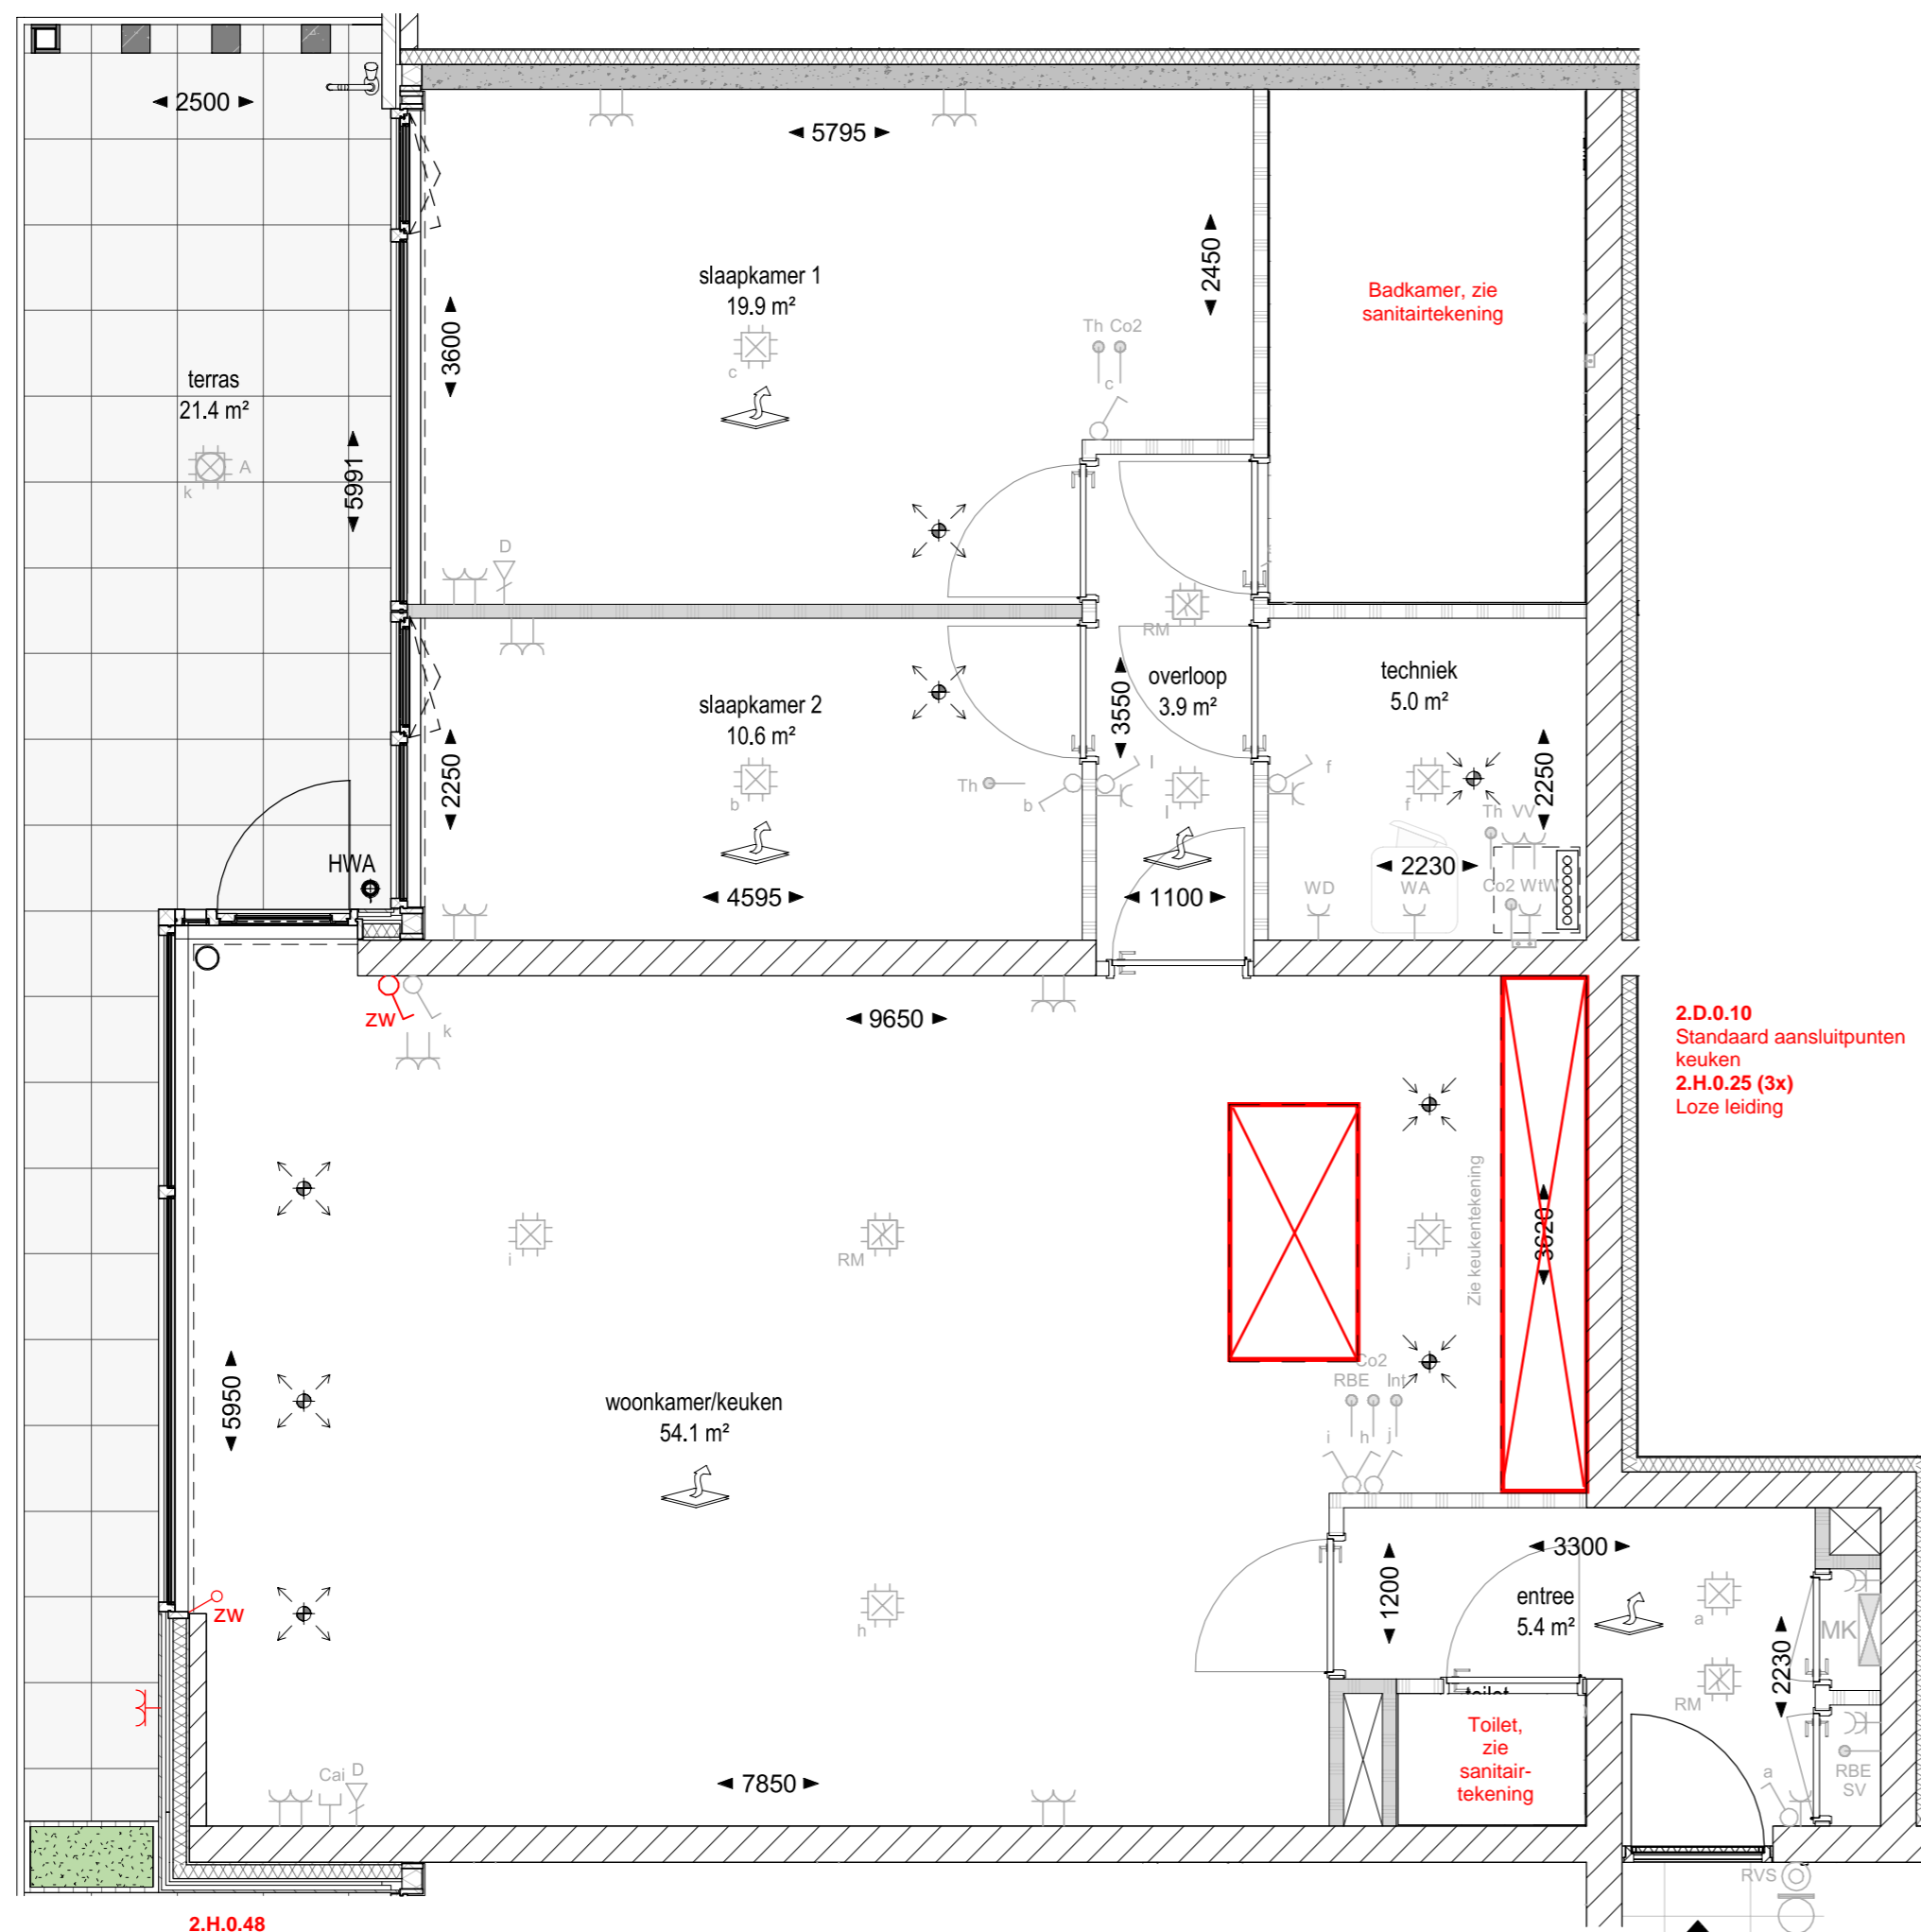 2500
5795
2450
slaapkamer 1
19.9 m²
Badkamer, zie
sanitairtekening
3600
Th Co2
c
c
terras
21.4 m²
A
k
5991
D
RM
slaapkamer 2
10.6 m²
overloop
3.9 m²
techniek
5.0 m²
3550
2250
2250
Th
b
b
l
l
f
f
Th VV
HWA
2230
WD
WA
Co2 WtW
4595
1100
zw
k
9650
2.D.0.10
Standaard aansluitpunten
keuken
2.H.0.25 (3x)
Loze leiding
Zie keukentekening
3620
i
RM
j
5950
Co2
RBE
Int
woonkamer/keuken
54.1 m²
i
h
j
3300
1200
entree
5.4 m²
a
MK
zw
h
2230
RM
toilet
Toilet,
zie
sanitair-
tekening
Cai
D
7850
a
RBE
SV
RVS
2.H.0.48